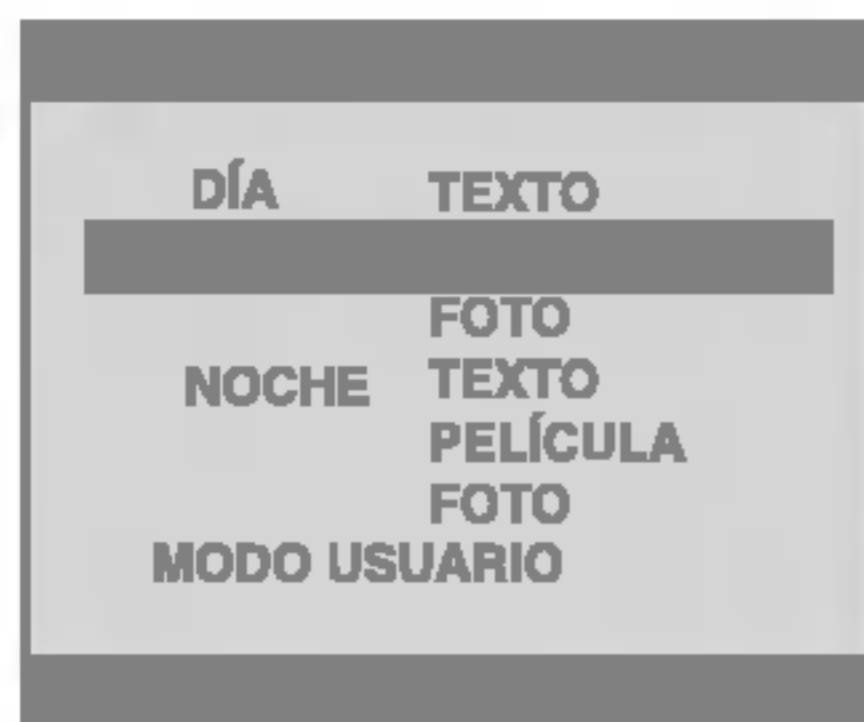 DÍA TEXTO
FOTO
NOCHE TEXTO
PELÍCULA
FOTO
MODO USUARIO